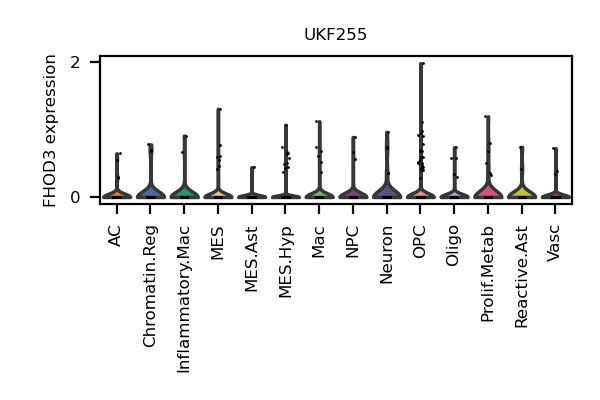 UKF255
FHOD3 expression
2
0
AC
Chromatin.Reg
Inflammatory.Mac
MES
MES.Ast
MES.Hyp
Mac
NPC
Neuron
OPC
Oligo
Prolif.Metab
Reactive.Ast
Vasc